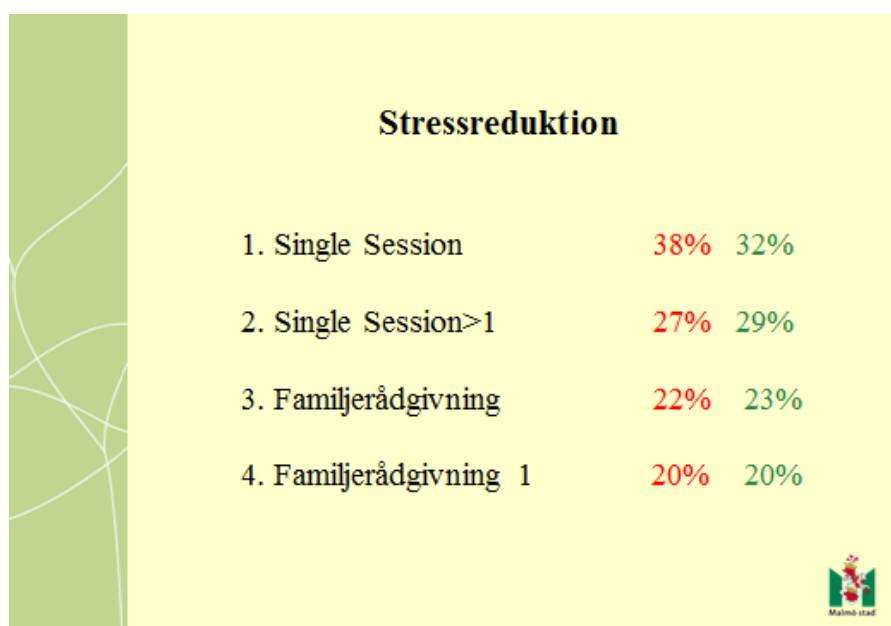 Stressreduktion
1. Single Session 38% 32%
2. Single Session>1 27% 29%
3. Familjerådgivning 22% 23%
4. Familjerådgivning 1 20% 20%
Malmö stad